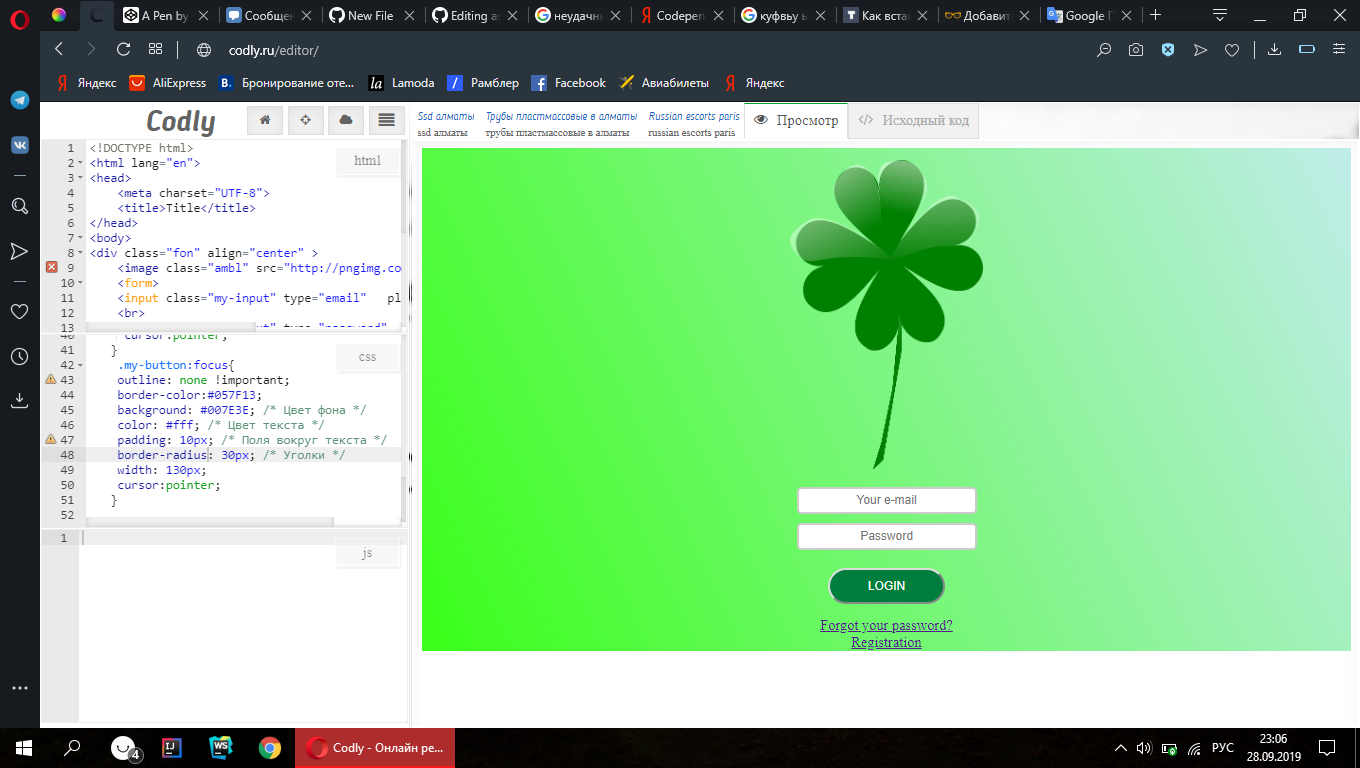 A Pen by
Сообщен
New File
Editing as
неудачны
Codepen
куфвьу в
Как встав
Добавит
Google П
codly.ru/editor/
Яндекс
AliExpress
B. Бронирование оте...
la Lamoda
Рамблер
Facebook
Авиабилеты
Яндекс
Codly
Ssd алматы
Трубы пластмассовые в алматы
Russian escorts paris
ssd алматы
трубы пластмассовые в алматы
russian escorts paris
Просмотр
Исходный код
html
1 <!DOCTYPE html>
2 <html lang="en">
3 <head>
4 <meta charset="UTF-8">
5 <title>Title</title>
6 </head>
7 <body>
8 <div class="fon" align="center" >
9 <image class="ambl" src="http://pngimg.co
10 <form>
11 <input class="my-input" type="email" pl
12 <br>
13
css
40 cursor:pointer;
41 }
42 .my-button:focus{
43 outline: none !important;
44 border-color:#057F13;
45 background: #007E3E; /* Цвет фона */
46 color: #fff; /* Цвет текста */
47 padding: 10px; /* Поля вокруг текста */
48 border-radius: 30px; /* Уголки */
49 width: 130px;
50 cursor:pointer;
51 }
52
1
js
Your e-mail
Password
LOGIN
Forgot your password?
Registration
4
IJ
WS
Codly - Онлайн ре...
РУС
23:06
28.09.2019